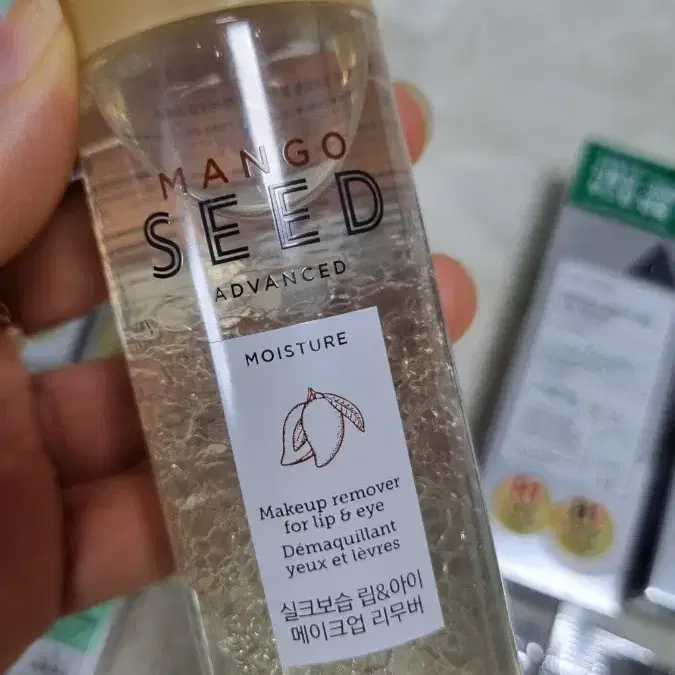 MANGO
SEED
ADVANCED
MOISTURE
Makeup remover
for lip & eye
Démaquillant
yeux et lèvres
실크보습 립&아이
메이크업 리무버